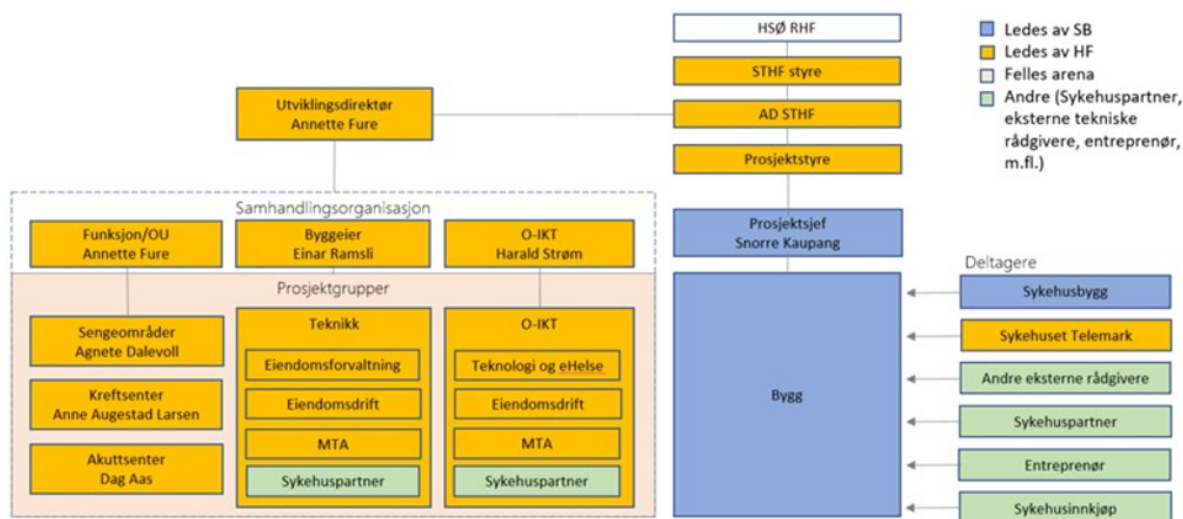 HSØ RHF
STHF styre
AD STHF
Prosjektstyre
Utviklingsdirektør
Annette Fure
Ledes av SB
Ledes av HF
Felles arena
Andre (Sykehuspartner,
eksterne tekniske
rådgivere, entreprenør,
m.fl.)
Samhandlingsorganisasjon
Funksjon/OU
Annette Fure
Byggeier
Einar Ramsli
O-IKT
Harald Strøm
Prosjektgrupper
Sengeområder
Agnete Dalevoll
Kreftsenter
Anne Augestad Larsen
Akuttsenter
Dag Aas
Teknikk
Eiendomsforvaltning
Eiendomsdrift
MTA
Sykehuspartner
O-IKT
Teknologi og eHelse
Eiendomsdrift
MTA
Sykehuspartner
Prosjektsjef
Snorre Kaupang
Bygg
Deltagere
Sykehusbygg
Sykehuset Telemark
Andre eksterne rådgivere
Sykehuspartner
Entreprenør
Sykehusinnkjøp